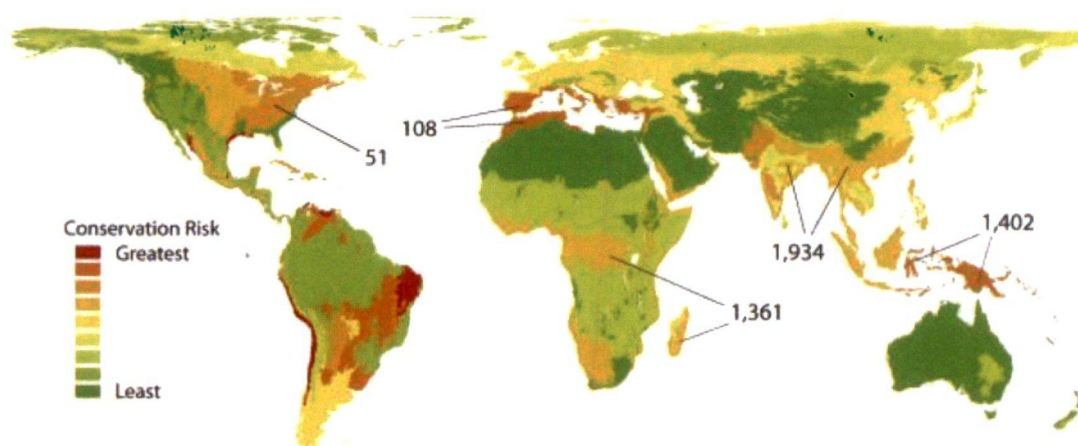 108
51
1,934
1,402
1,361
Conservation Risk
Greatest
Least